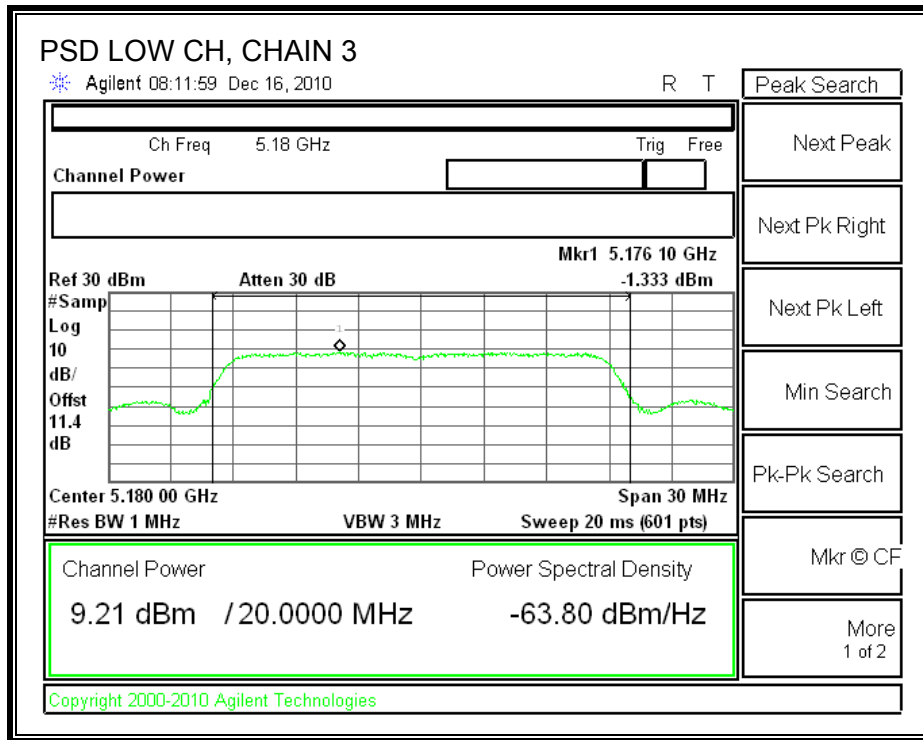 PSD LOW CH, CHAIN 3
Agilent 08:11:59 Dec 16, 2010 R T
Ch Freq 5.18 GHz Trig Free
Channel Power
Mkr1 5.176 10 GHz
Ref 30 dBm Atten 30 dB -1.333 dBm
#Samp
Log
10
dB/
Offst
11.4
dB
1
Center 5.180 00 GHz Span 30 MHz
#Res BW 1 MHz VBW 3 MHz Sweep 20 ms (601 pts)
Channel Power Power Spectral Density
9.21 dBm /20.0000 MHz -63.80 dBm/Hz
Copyright 2000-2010 Agilent Technologies
Peak Search
Next Peak
Next Pk Right
Next Pk Left
Min Search
Pk-Pk Search
Mkr © CF
More
1 of 2